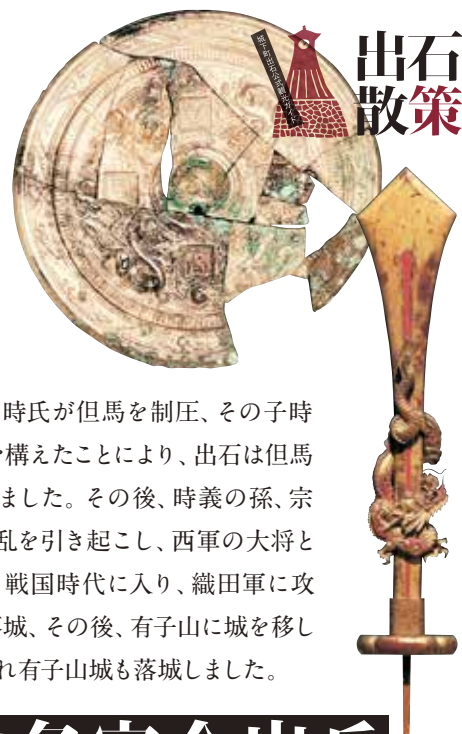 城下町出石公式観光ガイド
出石
散策
時氏が但馬を制圧、その子時
構えたことにより、出石は但馬
ました。その後、時義の孫、宗
乱を引き起こし、西軍の大将と
戦国時代に入り、織田軍に攻
城、その後、有子山に城を移し
れ有子山城も落城しました。